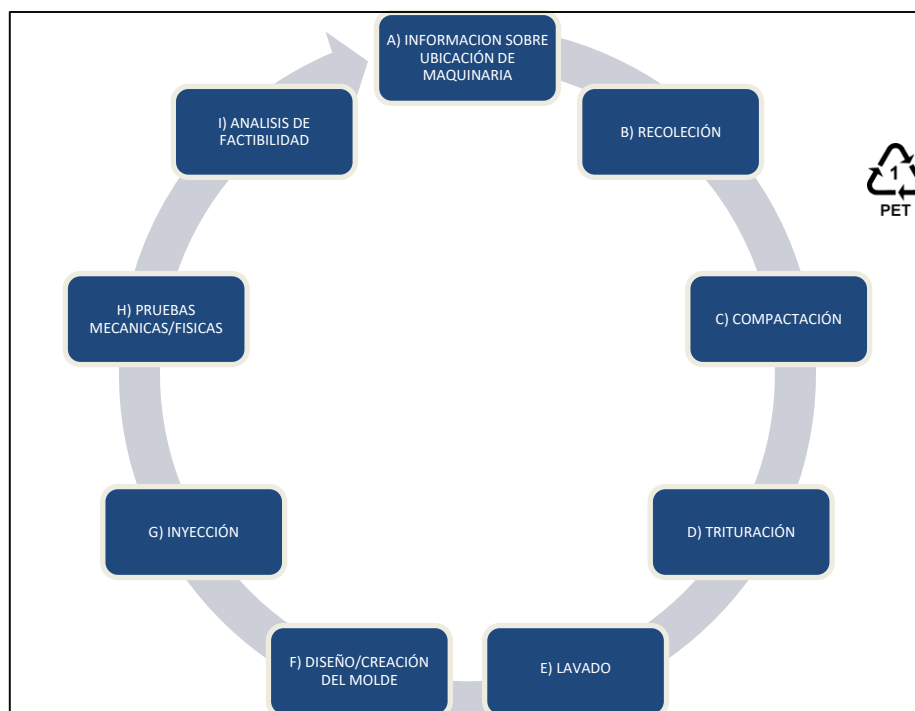 A) INFORMACION SOBRE
UBICACIÓN DE
MAQUINARIA
B) RECOLECIÓN
1
PET
C) COMPACTACIÓN
D) TRITURACIÓN
E) LAVADO
F) DISEÑO/CREACIÓN
DEL MOLDE
G) INYECCIÓN
H) PRUEBAS
MECANICAS/FISICAS
I) ANALISIS DE
FACTIBILIDAD